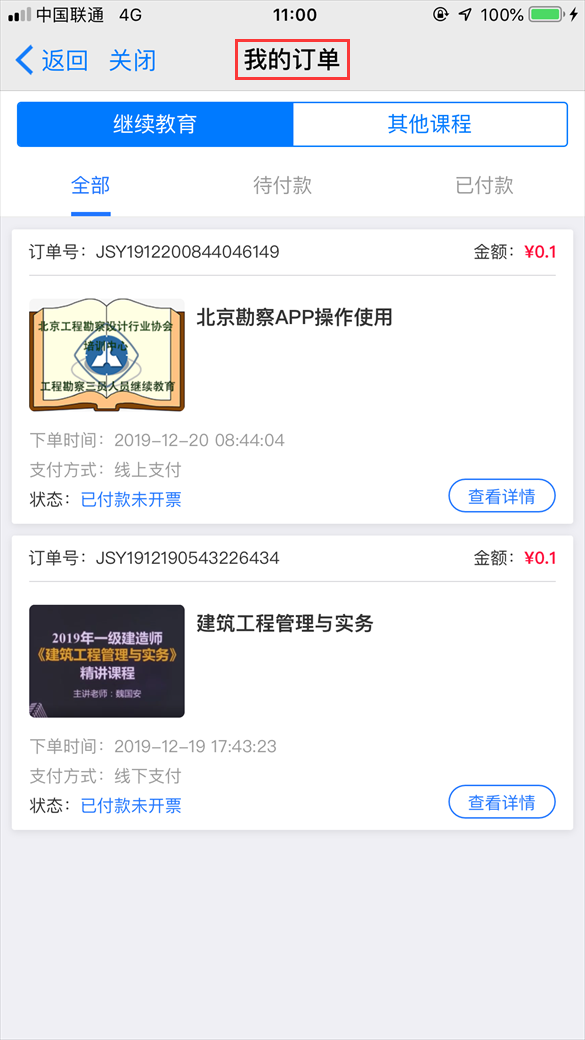 中国联通 4G 11:00 100%
返回 关闭 我的订单
继续教育 其他课程
全部 待付款 已付款
订单号：JSY1912200844046149 金额：¥0.1
北京工程勘察设计行业协会
培训中心
工程勘察三员人员继续教育
北京勘察APP操作使用
下单时间：2019-12-20 08:44:04
支付方式：线上支付
状态：已付款未开票
查看详情
订单号：JSY1912190543226434 金额：¥0.1
2019年一级建造师
《建筑工程管理与实务》
精讲课程
主讲老师：魏国安
建筑工程管理与实务
下单时间：2019-12-19 17:43:23
支付方式：线下支付
状态：已付款未开票
查看详情